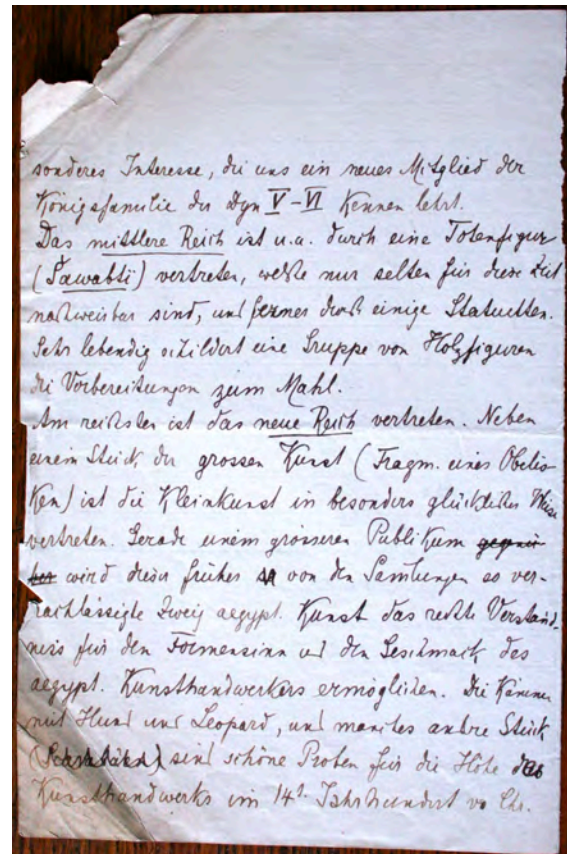 sonderes Interesse, die uns ein neues Mitglied der
Königsfamilie der Dyn V-VI kennen lehrt.
Das mittlere Reich ist u.a. durch eine Totenfigur
(Sawabti) vertreten, welche nur selten für diese Zeit
nachweisbar sind, und ferner durch einige Statuetten.
Sehr lebendig schildert eine Gruppe von Holzfiguren
die Vorbereitungen zum Mahl.
Am reichsten ist das neue Reich vertreten. Neben
einem Stück der grossen Kunst (Fragm. eines Obelis-
ken) ist die Kleinkunst in besonders glücklicher Weise
vertreten. Gerade einem grösseren Publikum gegenü-
ber wird dieser früher von den Samlungen so ver-
nachlässigte Zweig aegypt. Kunst das rechte Verständ-
niss für den Formensinn und den Geschmack des
aegypt. Kunsthandwerkers ermöglichen. Die Kämme
mit Hund und Leopard, und manches andre Stück
sind schöne Proben für die Höhe des
Kunsthandwerks im 14t. Jahrhundert v. Chr.